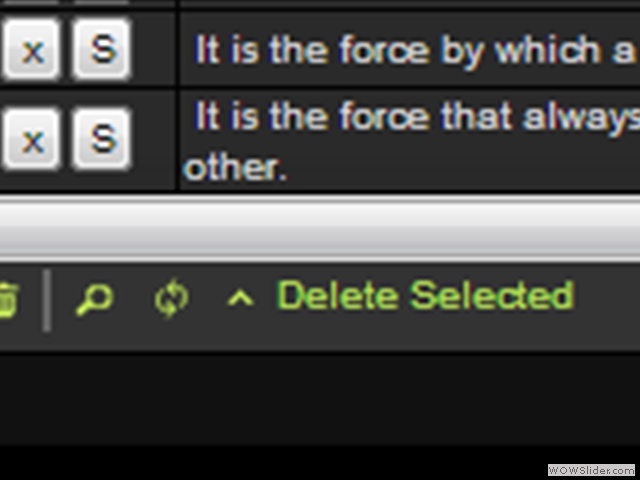 x S It is the force by which a
x S It is the force that always
other.
Delete Selected
WOWSlider.com